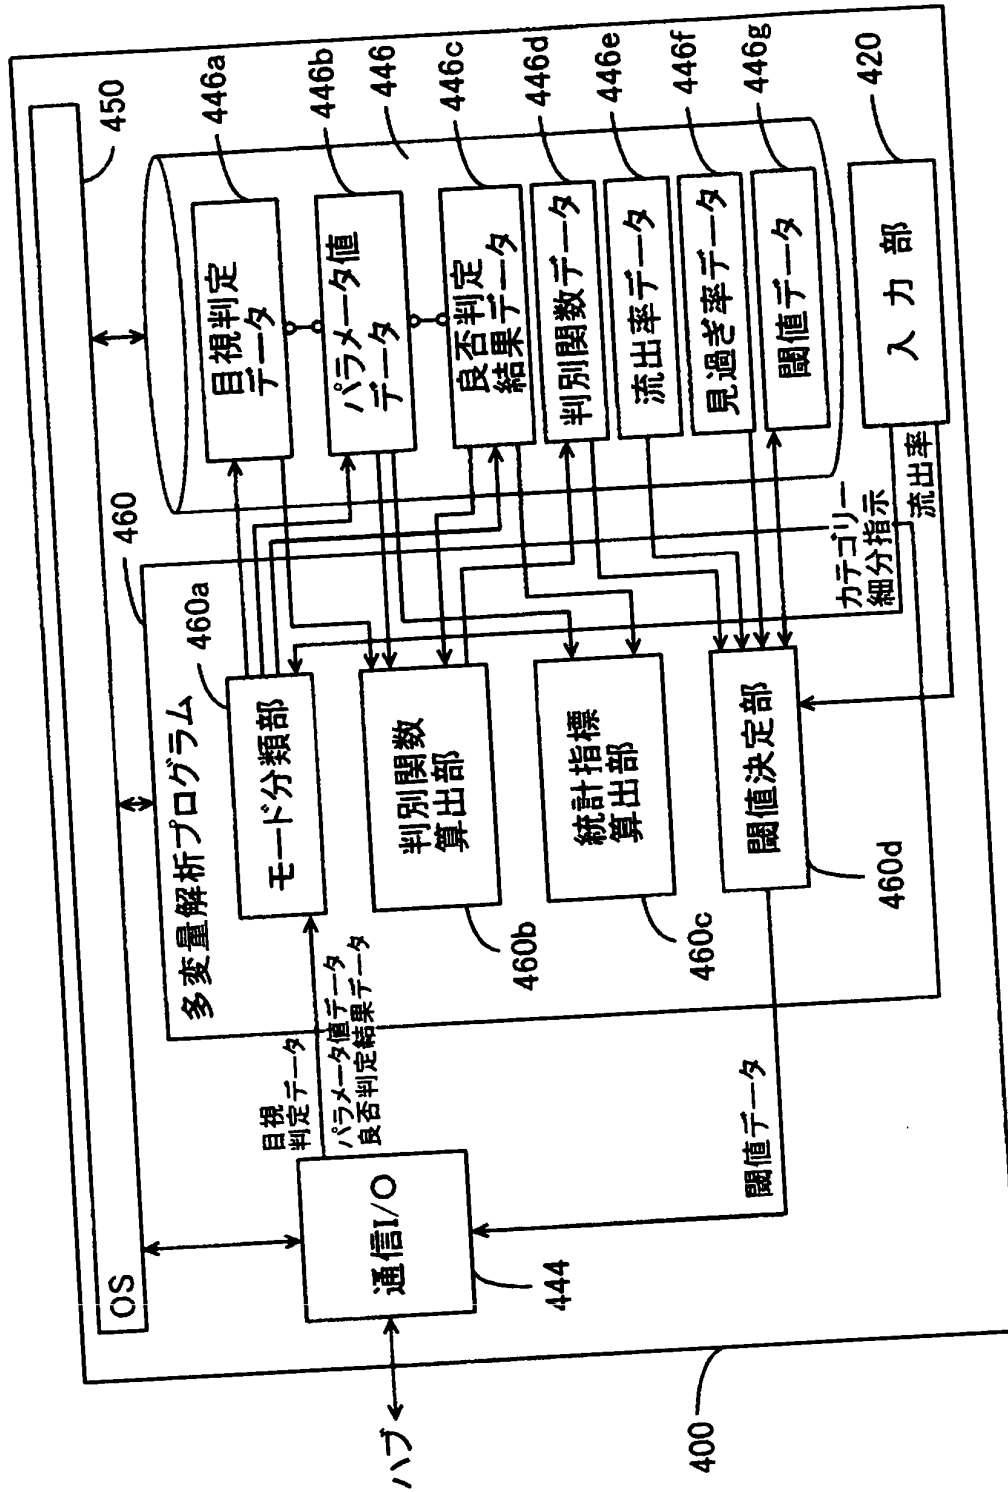 OS
450
460
多変量解析プログラム
460a
モード分類部
判別関数
算出部
460b
統計指標
算出部
460c
閾値決定部
460d
446a
目視判定
データ
446b
パラメータ値
データ
446
446c
良否判定
結果データ
446d
判別関数データ
446e
流出率データ
446f
見過ぎ率データ
446g
閾値データ
420
入力部
カテゴリー
細分指示
流出率
目視
判定データ
パラメータ値データ
良否判定結果データ
通信I/O
444
閾値データ
ハブ
400